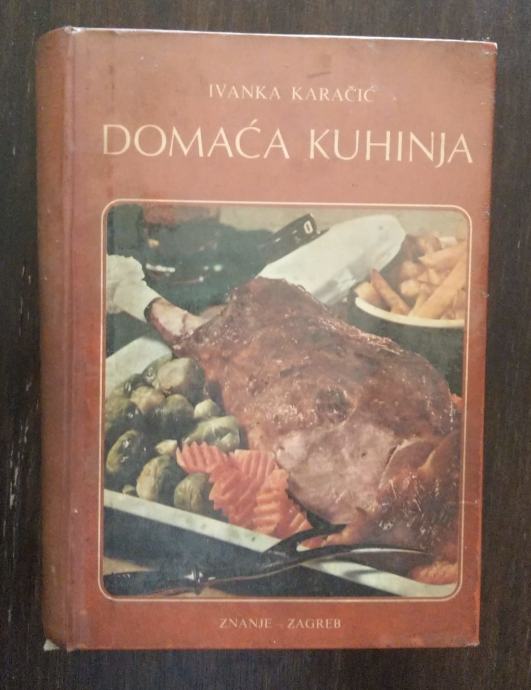 IVANKA KARAČIĆ
DOMAĆA KUHINJA
ZNANJE - ZAGREB